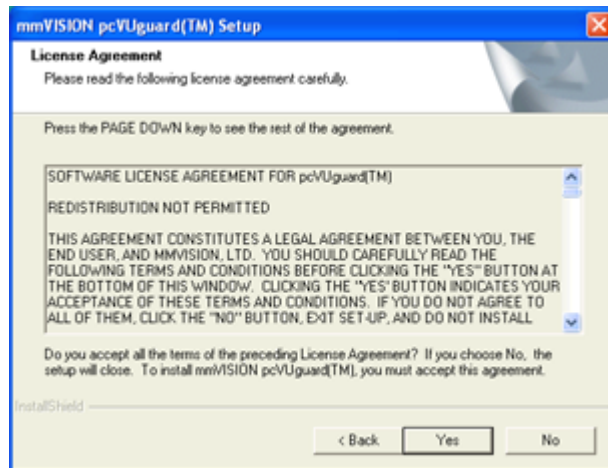 mmVISION pcVUguard(TM) Setup
License Agreement
Please read the following license agreement carefully.
Press the PAGE DOWN key to see the rest of the agreement.
SOFTWARE LICENSE AGREEMENT FOR pcVUguard(TM)
REDISTRIBUTION NOT PERMITTED
THIS AGREEMENT CONSTITUTES A LEGAL AGREEMENT BETWEEN YOU, THE
END USER, AND MMVISION, LTD. YOU SHOULD CAREFULLY READ THE
FOLLOWING TERMS AND CONDITIONS BEFORE CLICKING THE "YES" BUTTON AT
THE BOTTOM OF THIS WINDOW. CLICKING THE "YES" BUTTON INDICATES YOUR
ACCEPTANCE OF THESE TERMS AND CONDITIONS. IF YOU DO NOT AGREE TO
ALL OF THEM, CLICK THE "NO" BUTTON, EXIT SET-UP, AND DO NOT INSTALL
Do you accept all the terms of the preceding License Agreement? If you choose No, the
setup will close. To install mmVISION pcVUguard(TM), you must accept this agreement.
InstallShield
< Back Yes No